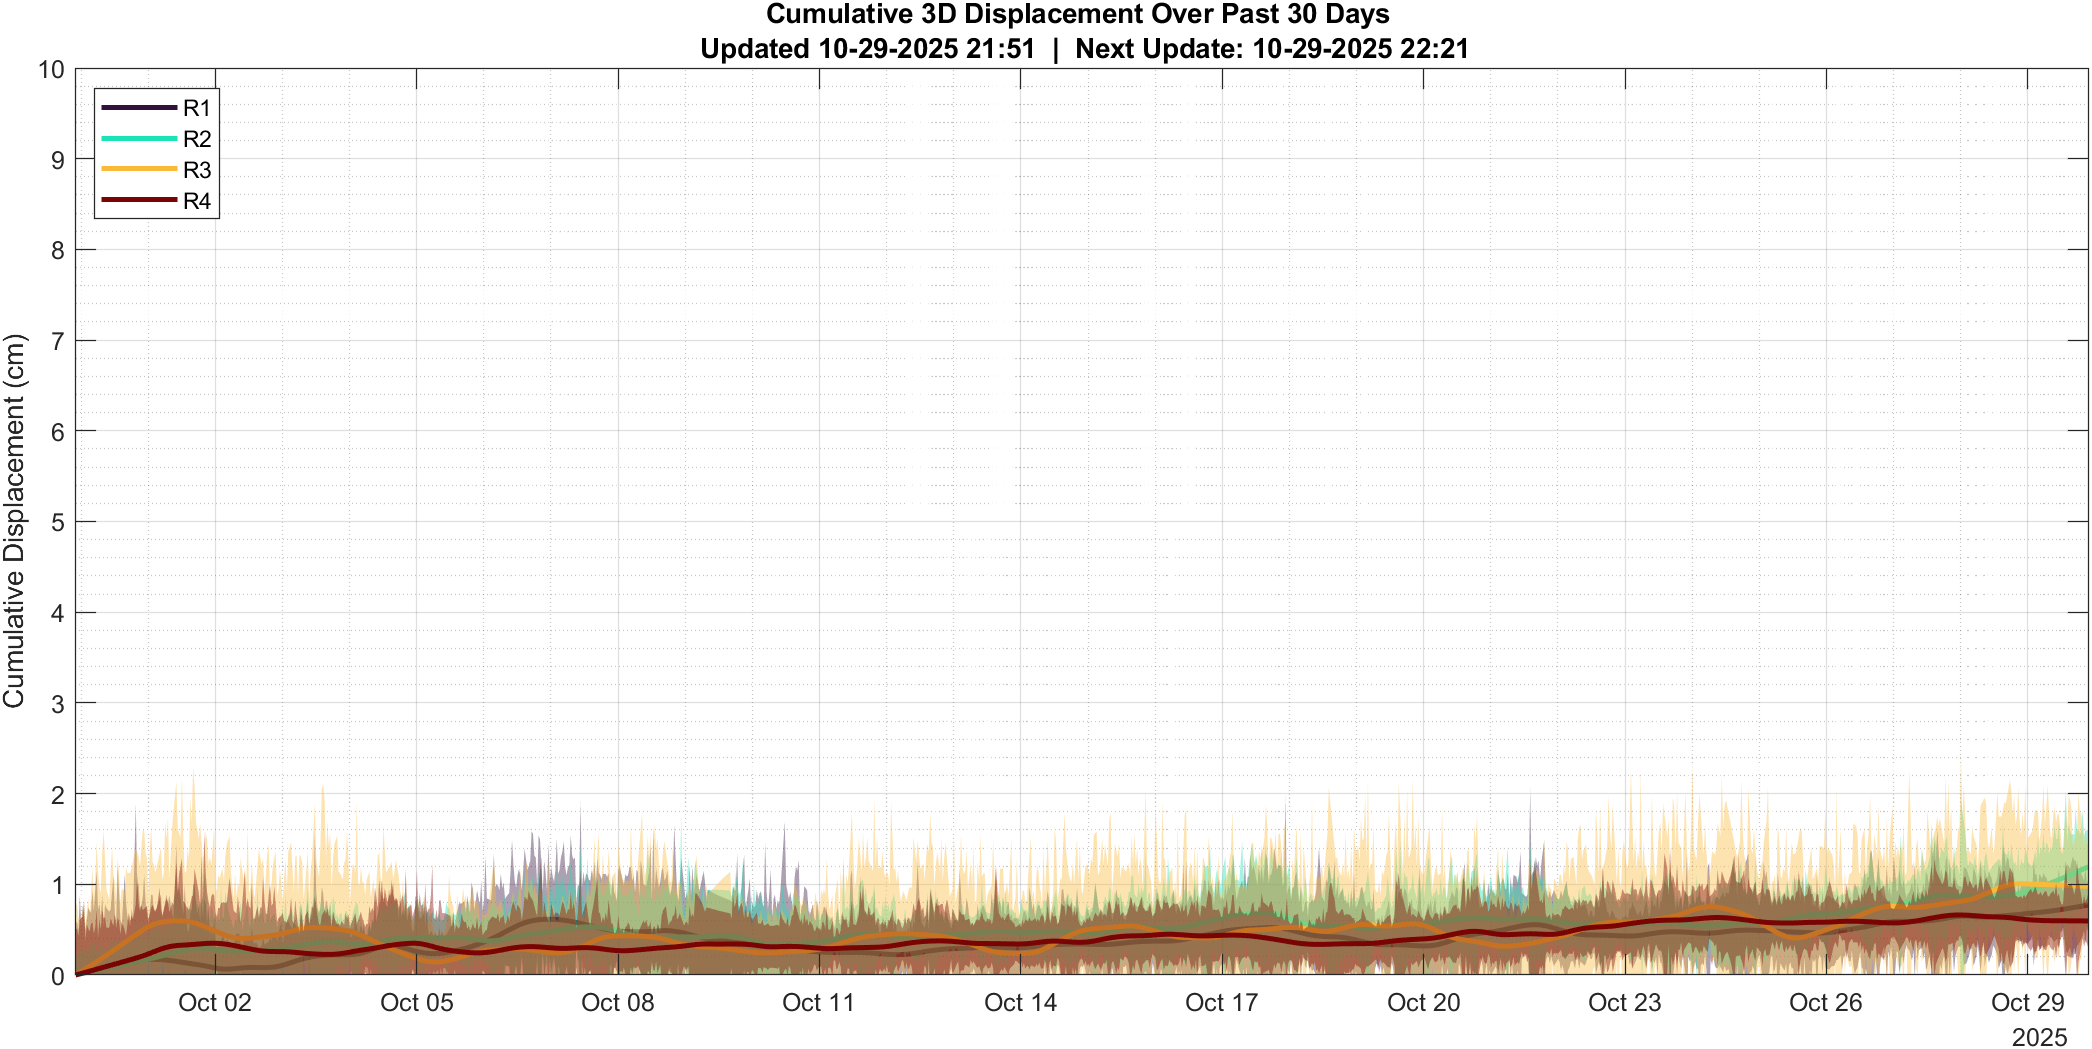 Cumulative 3D Displacement Over Past 30 Days
Updated 10-29-2025 21:51 | Next Update: 10-29-2025 22:21
Cumulative Displacement (cm)
10
9
8
7
6
5
4
3
2
1
0
R1
R2
R3
R4
Oct 02 Oct 05 Oct 08 Oct 11 Oct 14 Oct 17 Oct 20 Oct 23 Oct 26 Oct 29
2025